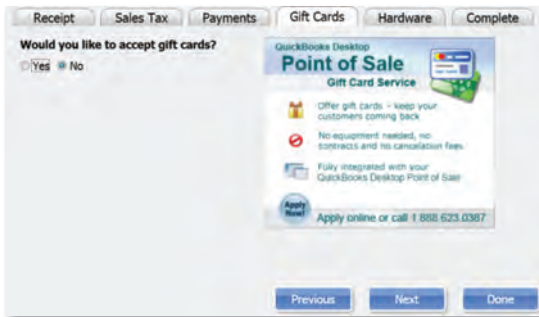 Receipt Sales Tax Payments Gift Cards Hardware Complete
Would you like to accept gift cards?
Yes No
QuickBooks Desktop
Point of Sale
Gift Card Service
Offer gift cards - keep your
customers coming back
No equipment needed, no
contracts and no cancelation fees
Fully integrated with your
QuickBooks Desktop Point of Sale
Apply
Now!
Apply online or call 1 888 623 0387
Previous Next Done